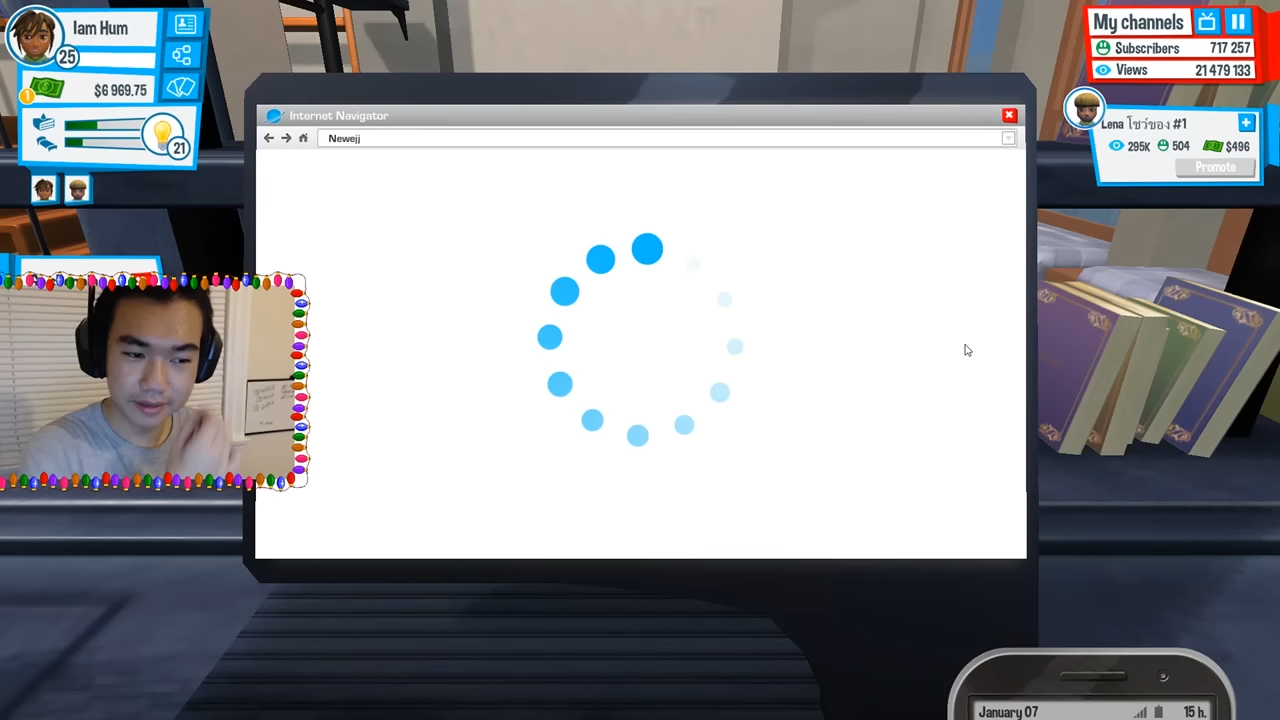 Iam Hum
25
1
$6 969.75
21
Internet Navigator
Newejj
My channels
Subscribers 717 257
Views 21 479 133
Lena โชว์ของ #1
295K 504 $496
Promote
January 07 15 h.